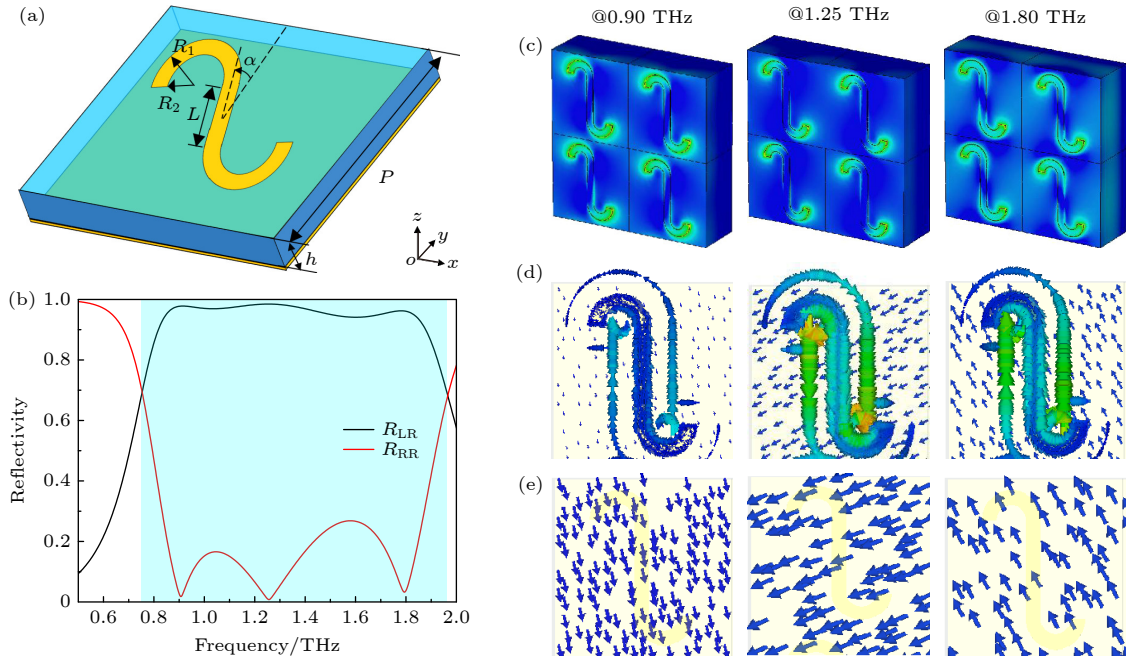 (a)
R1
R2
L
α
P
h
z
y
o
x
(b)
1.0
0.8
0.6
0.4
0.2
0
Reflectivity
RLR
RRR
0.6 0.8 1.0 1.2 1.4 1.6 1.8 2.0
Frequency/THz
@0.90 THz @1.25 THz @1.80 THz
(c)
(d)
(e)